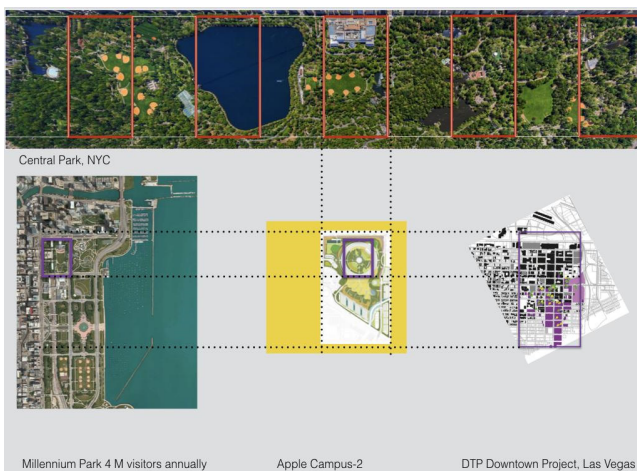 Central Park, NYC
Millennium Park 4 M visitors annually
Apple Campus-2
DTP Downtown Project, Las Vegas